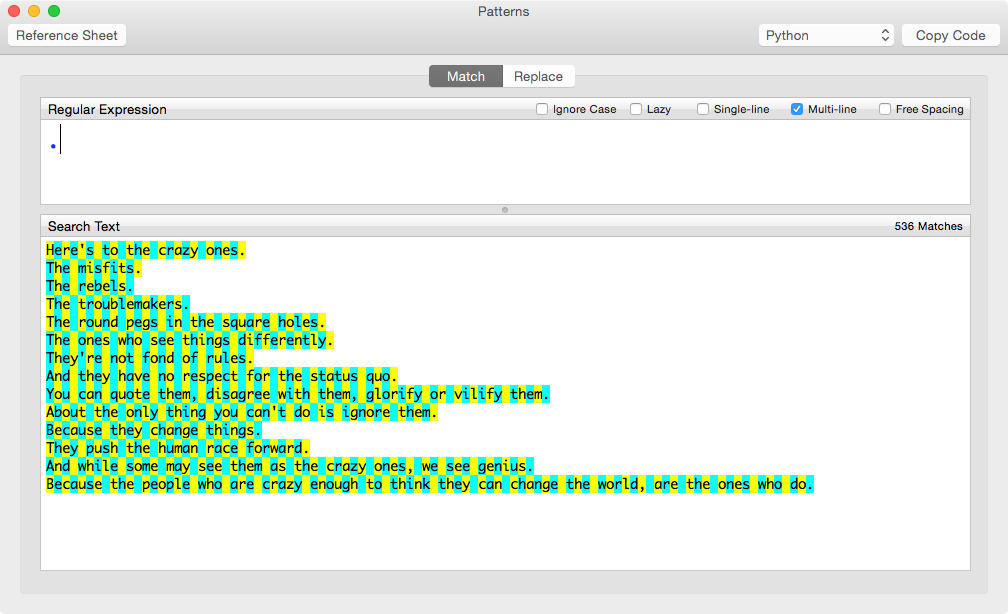 Patterns
Reference Sheet
Python
Copy Code
Match
Replace
Regular Expression
Ignore Case
Lazy
Single-line
Multi-line
Free Spacing
.
Search Text
536 Matches
Here's to the crazy ones.
The misfits.
The rebels.
The troublemakers.
The round pegs in the square holes.
The ones who see things differently.
They're not fond of rules.
And they have no respect for the status quo.
You can quote them, disagree with them, glorify or vilify them.
About the only thing you can't do is ignore them.
Because they change things.
They push the human race forward.
And while some may see them as the crazy ones, we see genius.
Because the people who are crazy enough to think they can change the world, are the ones who do.